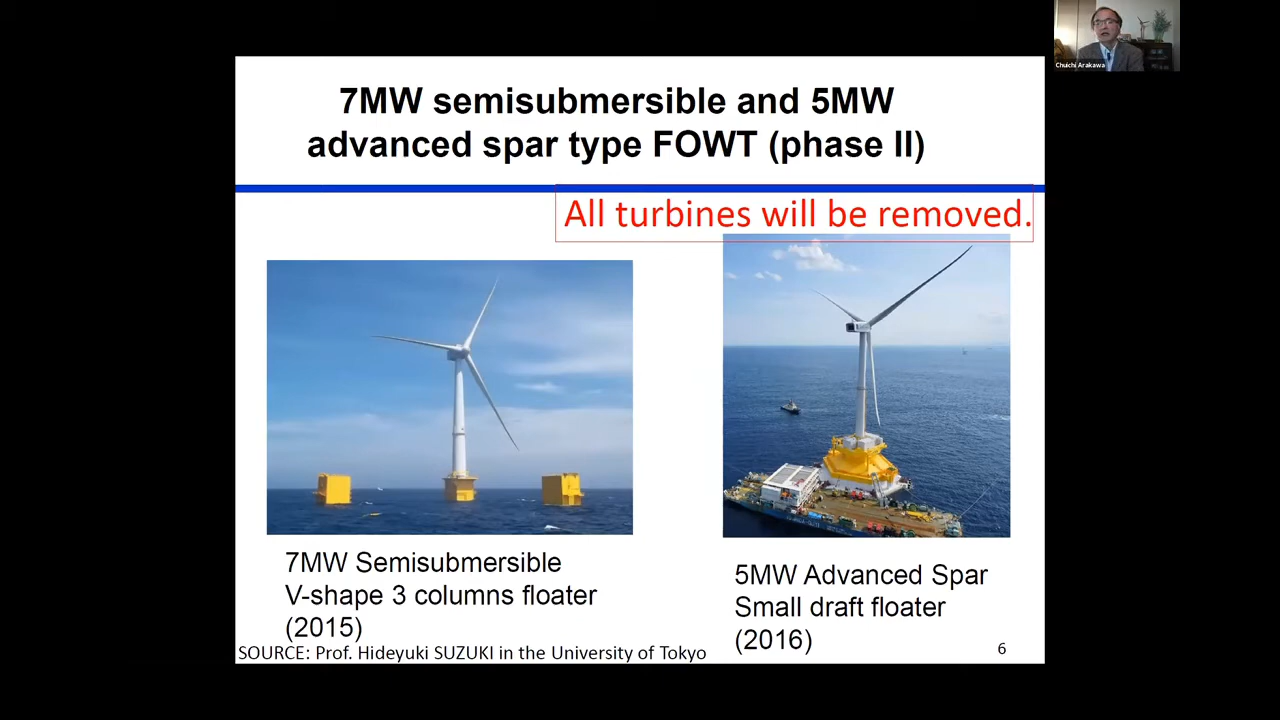 Chuichi Arakawa
7MW semisubmersible and 5MW
advanced spar type FOWT (phase II)
All turbines will be removed.
7MW Semisubmersible
V-shape 3 columns floater
(2015)
5MW Advanced Spar
Small draft floater
(2016)
SOURCE: Prof. Hideyuki SUZUKI in the University of Tokyo
6